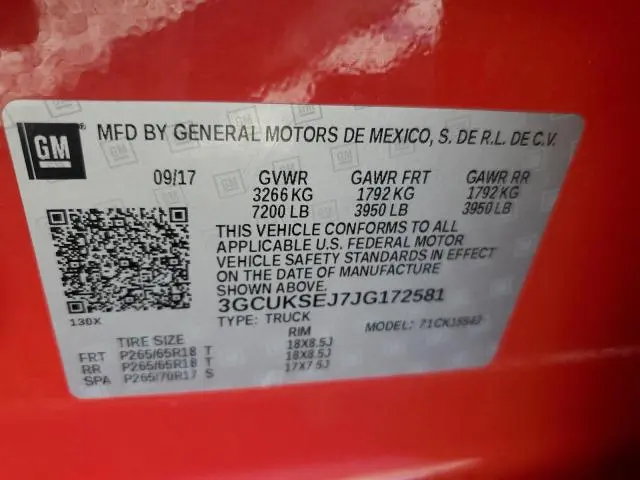 GM
MFD BY GENERAL MOTORS DE MEXICO, S. DE R.L. DE C.V.
09/17 GVWR GAWR FRT GAWR RR
3266 KG 1792 KG 1792 KG
7200 LB 3950 LB 3950 LB
THIS VEHICLE CONFORMS TO ALL
APPLICABLE U.S. FEDERAL MOTOR
VEHICLE SAFETY STANDARDS IN EFFECT
ON THE DATE OF MANUFACTURE
SHOWN ABOVE.
3GCUKSEJ7JG172581
130X TYPE: TRUCK MODEL:
TIRE SIZE RIM
FRT P265/65R18 T 18X8.5J
RR P265/65R18 T 18X8.5J
SPA P265/70R17 S 17X7.5J